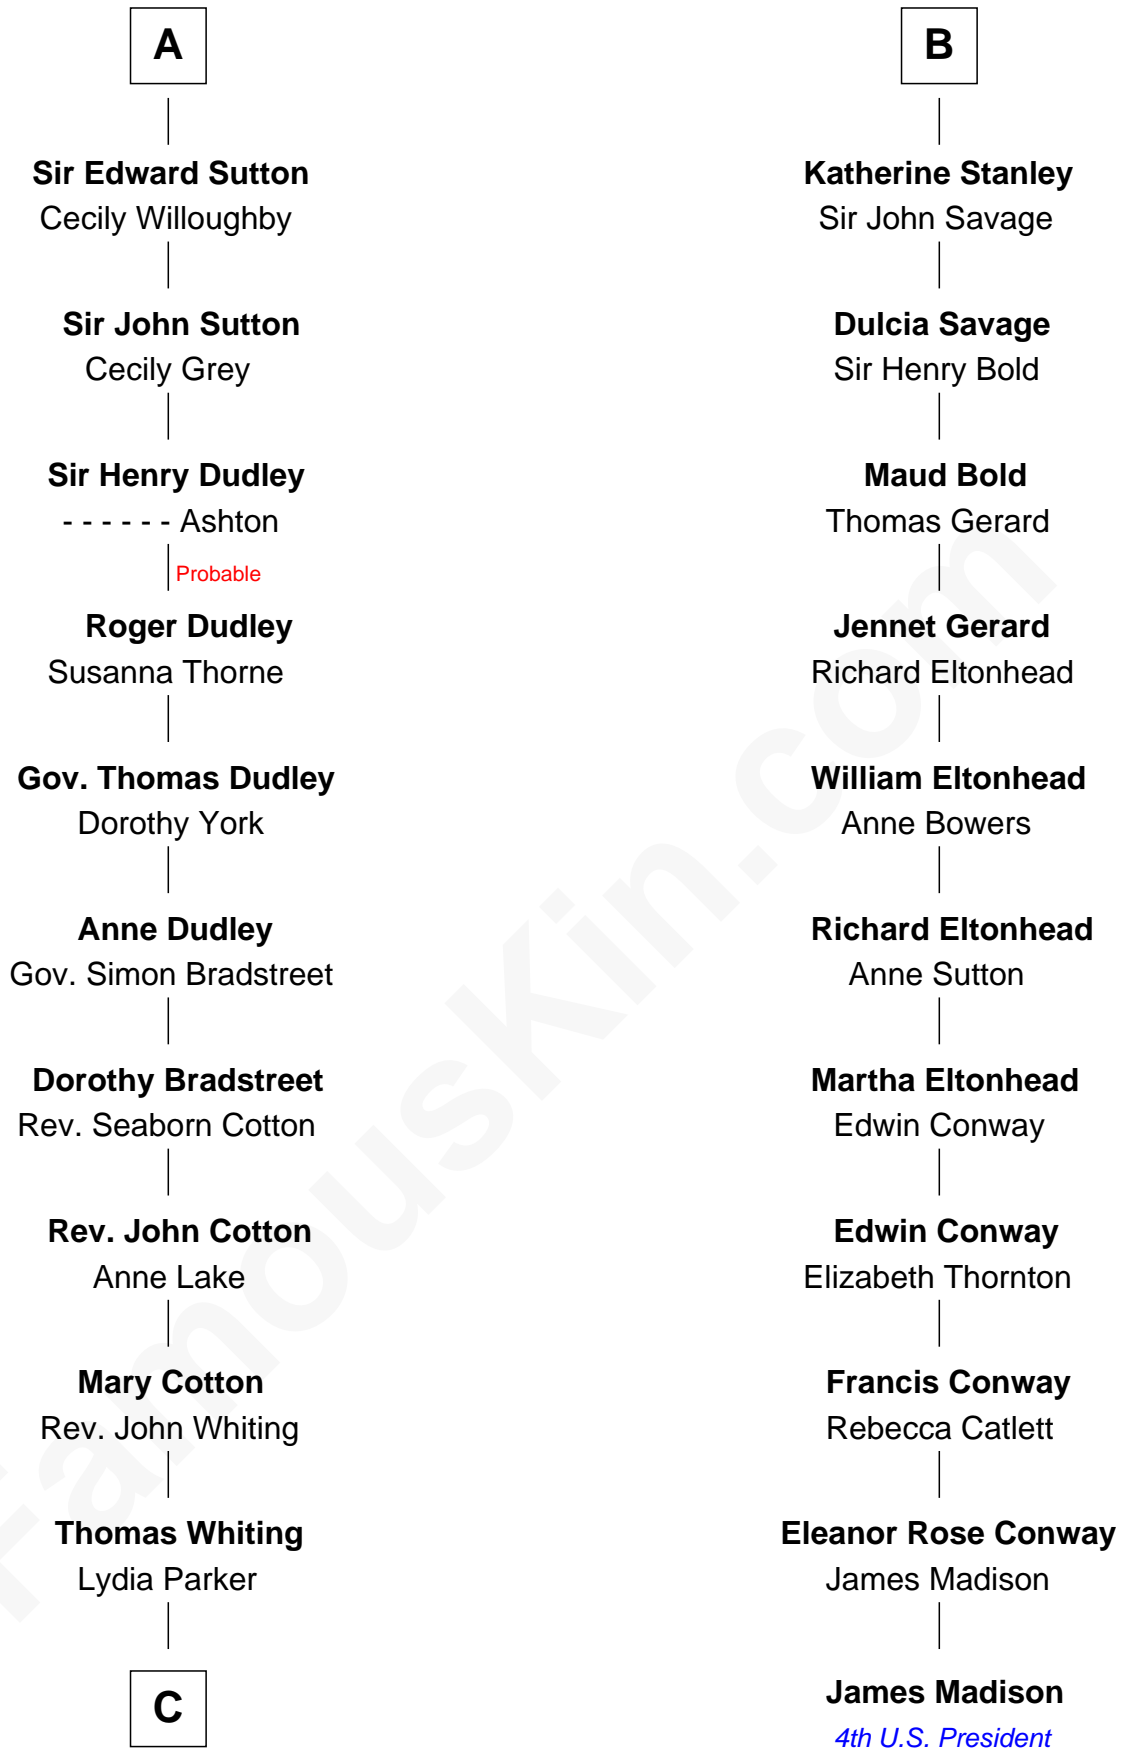 A
Sir Edward Sutton
Cecily Willoughby
Sir John Sutton
Cecily Grey
Sir Henry Dudley
- - - - - - Ashton
Probable
Roger Dudley
Susanna Thorne
Gov. Thomas Dudley
Dorothy York
Anne Dudley
Gov. Simon Bradstreet
Dorothy Bradstreet
Rev. Seaborn Cotton
Rev. John Cotton
Anne Lake
Mary Cotton
Rev. John Whiting
Thomas Whiting
Lydia Parker
C
B
Katherine Stanley
Sir John Savage
Dulcia Savage
Sir Henry Bold
Maud Bold
Thomas Gerard
Jennet Gerard
Richard Eltonhead
William Eltonhead
Anne Bowers
Richard Eltonhead
Anne Sutton
Martha Eltonhead
Edwin Conway
Edwin Conway
Elizabeth Thornton
Francis Conway
Rebecca Catlett
Eleanor Rose Conway
James Madison
James Madison
4th U.S. President
FamousKin.com